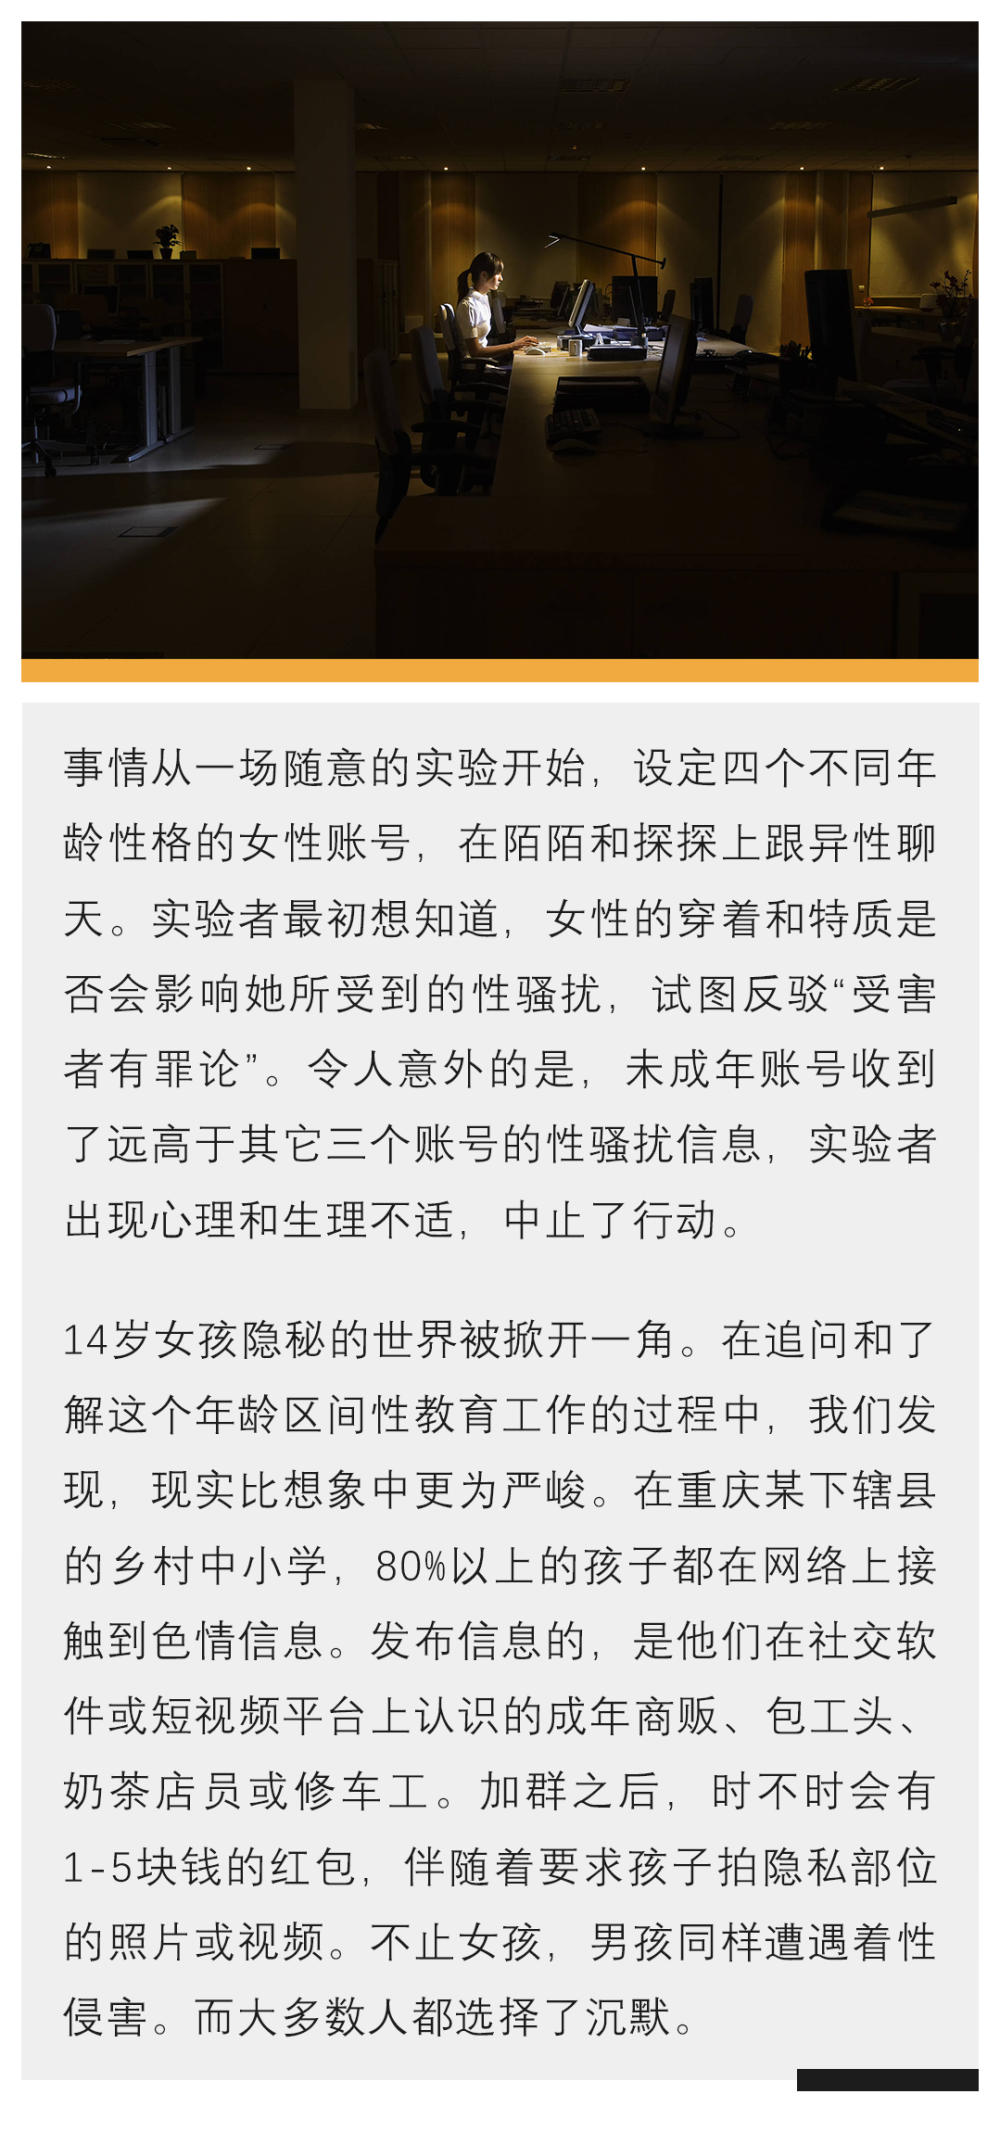 事情从一场随意的实验开始，设定四个不同年
龄性格的女性账号，在陌陌和探探上跟异性聊
天。实验者最初想知道，女性的穿着和特质是
否会影响她所受到的性骚扰，试图反驳“受害
者有罪论”。令人意外的是，未成年账号收到
了远高于其它三个账号的性骚扰信息，实验者
出现心理和生理不适，中止了行动。
14岁女孩隐秘的世界被掀开一角。在追问和了
解这个年龄区间性教育工作的过程中，我们发
现，现实比想象中更为严峻。在重庆某下辖县
的乡村中小学，80%以上的孩子都在网络上接
触到色情信息。发布信息的，是他们在社交软
件或短视频平台上认识的成年商贩、包工头、
奶茶店员或修车工。加群之后，时不时会有
1-5块钱的红包，伴随着要求孩子拍隐私部位
的照片或视频。不止女孩，男孩同样遭遇着性
侵害。而大多数人都选择了沉默。